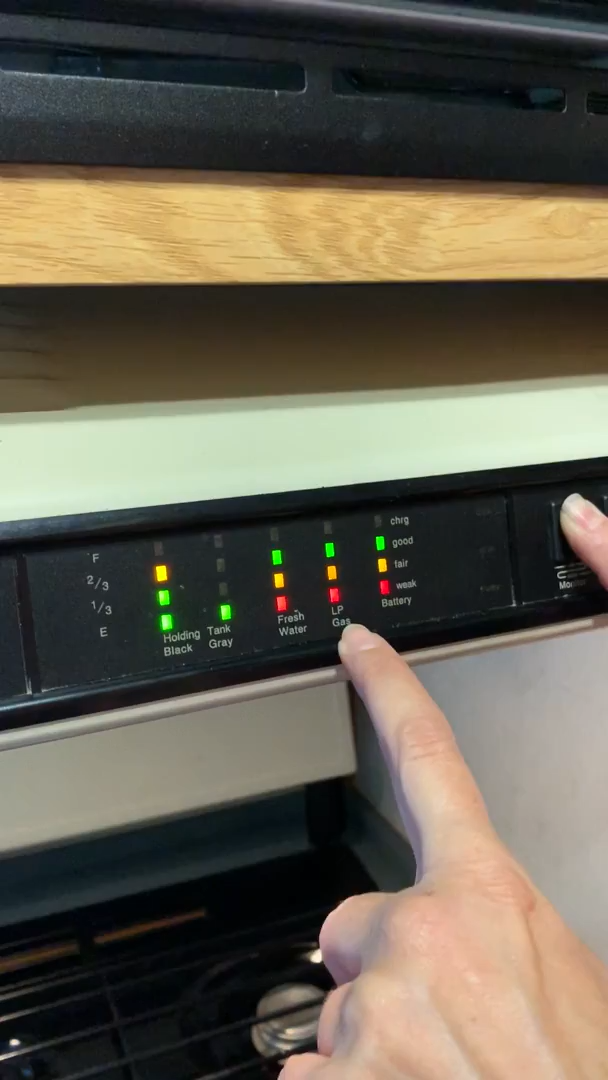 F
2/3
1/3
E
Holding
Black
Tank
Gray
Fresh
Water
LP
Gas
chrg
good
fair
weak
Battery